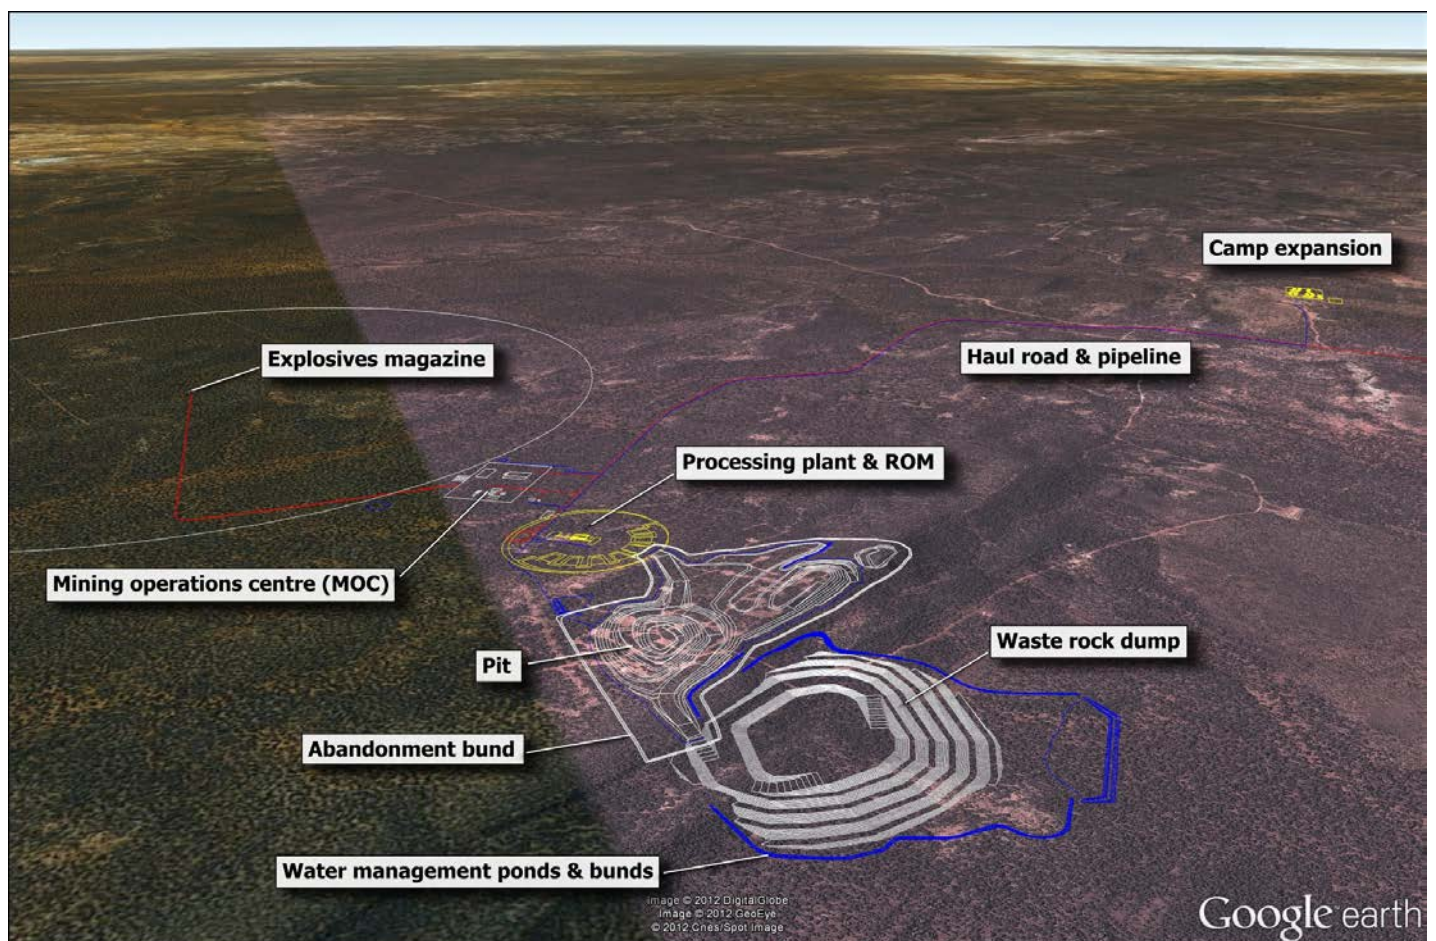 Camp expansion
Explosives magazine
Haul road & pipeline
Processing plant & ROM
Mining operations centre (MOC)
Waste rock dump
Pit
Abandonment bund
Water management ponds & bunds
Image © 2012 DigitalGlobe
Image © 2012 GeoEye
© 2012 Cnes/Spot Image
Google earth